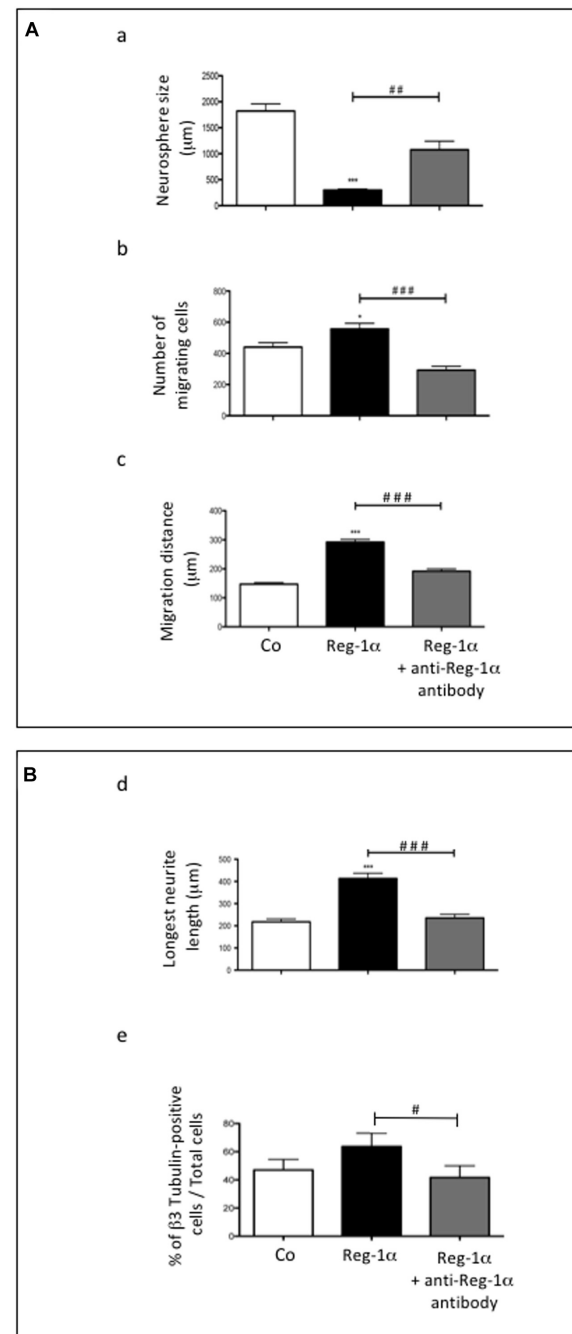 A
a
Neurosphere size
(μm)
2500
2000
1500
1000
500
0
***
##
b
Number of
migrating cells
800
600
400
200
0
*
###
c
Migration distance
(μm)
400
300
200
100
0
***
###
Co
Reg-1α
Reg-1α
+ anti-Reg-1α
antibody
B
d
Longest neurite
length (μm)
500
400
300
200
100
0
***
###
e
% of β3 Tubulin-positive
cells / Total cells
80
60
40
20
0
#
Co
Reg-1α
Reg-1α
+ anti-Reg-1α
antibody